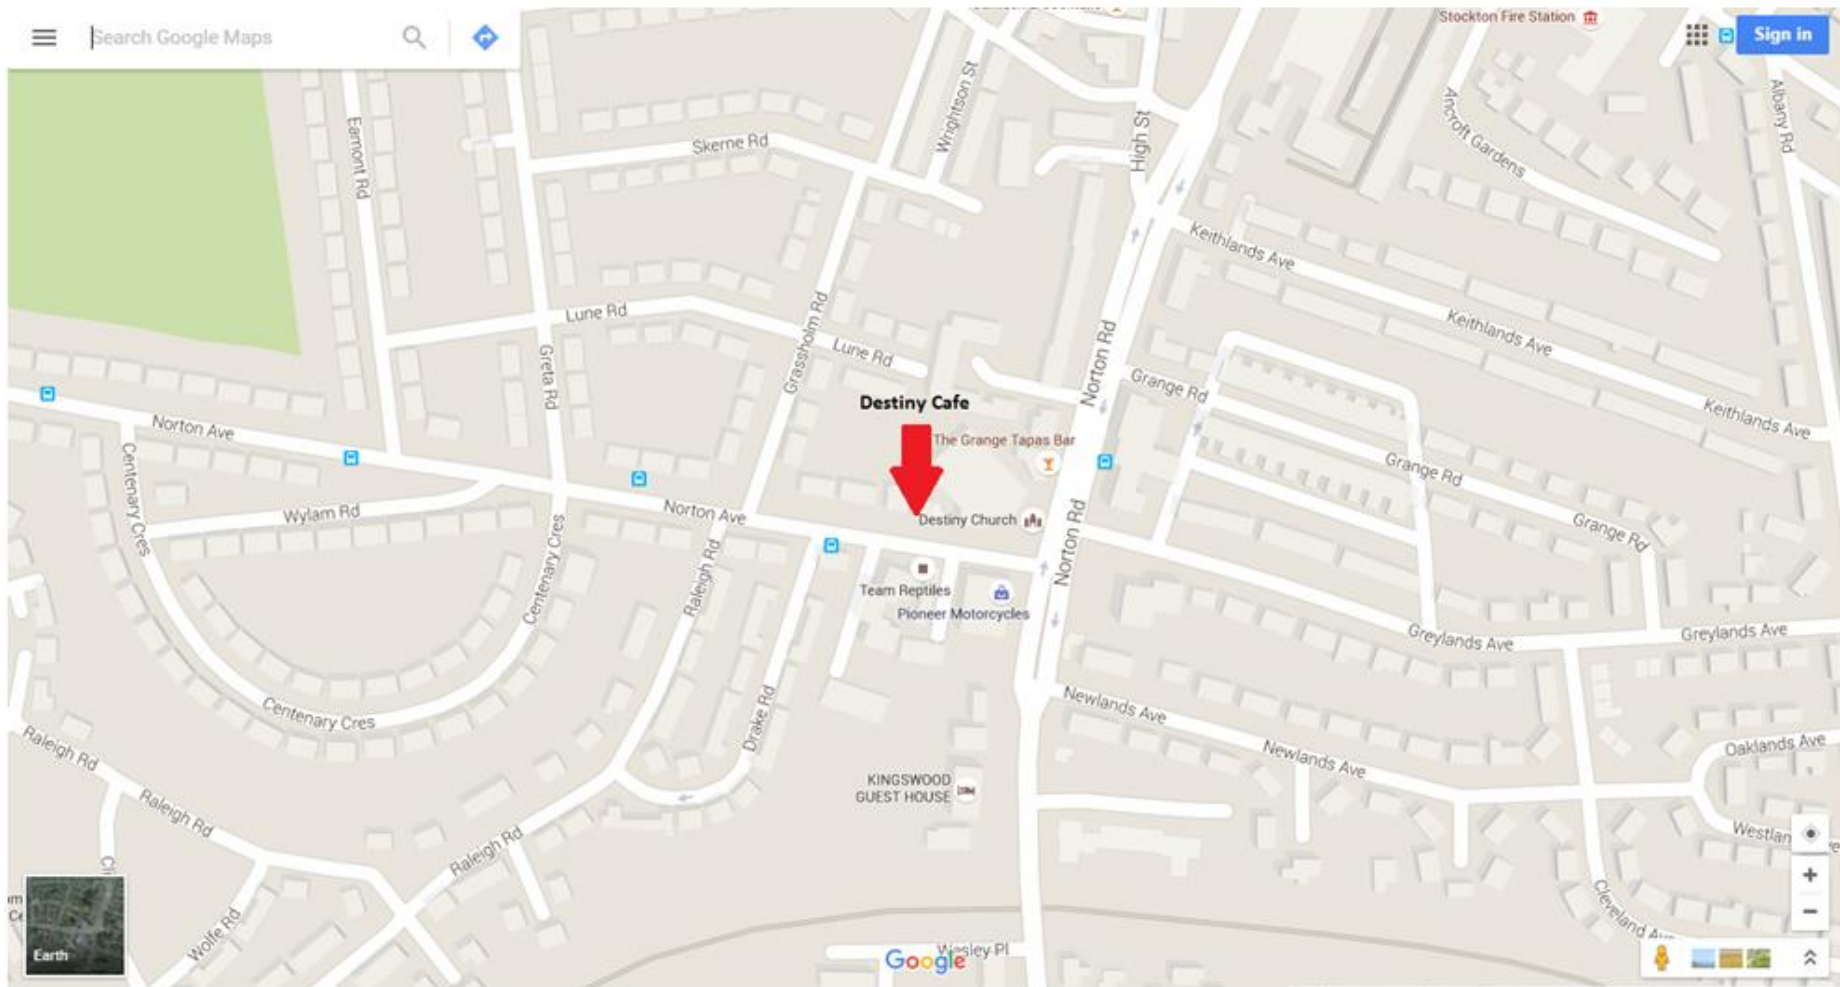 Search Google Maps
Stockton Fire Station
Sign in
Eamont Rd
Skerne Rd
Wrightson St
High St
Ancroft Gardens
Albany Rd
Keithlands Ave
Keithlands Ave
Keithlands Ave
Lune Rd
Lune Rd
Greta Rd
Grassholm Rd
Norton Rd
Grange Rd
Destiny Cafe
The Grange Tapas Bar
Grange Rd
Grange Rd
Norton Ave
Centenary Cres
Wylam Rd
Norton Ave
Destiny Church
Norton Rd
Centenary Cres
Raleigh Rd
Team Reptiles
Pioneer Motorcycles
Greylands Ave
Greylands Ave
Centenary Cres
Drake Rd
Newlands Ave
Newlands Ave
Oaklands Ave
Raleigh Rd
KINGSWOOD
GUEST HOUSE
Raleigh Rd
Raleigh Rd
Wolfe Rd
Cleveland Ave
Earth
Google
Wesley Pl